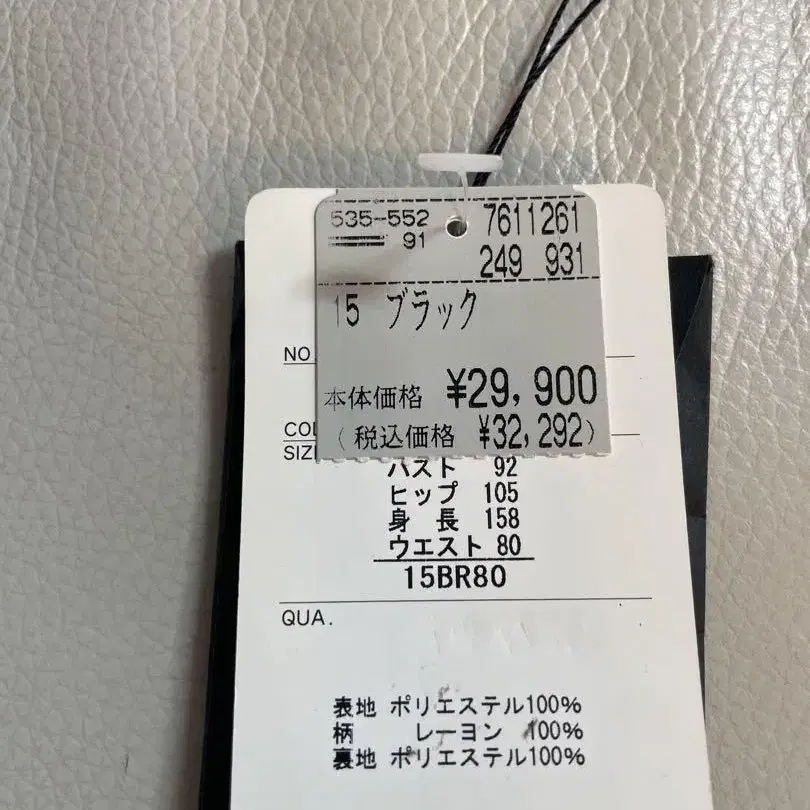 535-552 7611261
91 249 931
15 ブラック
NO
本体価格 ¥29,900
(税込価格 ¥32,292)
COL
SIZE
バスト 92
ヒップ 105
身 長 158
ウエスト 80
15BR80
QUA.
表地 ポリエステル100%
柄 レーヨン 100%
裏地 ポリエステル100%